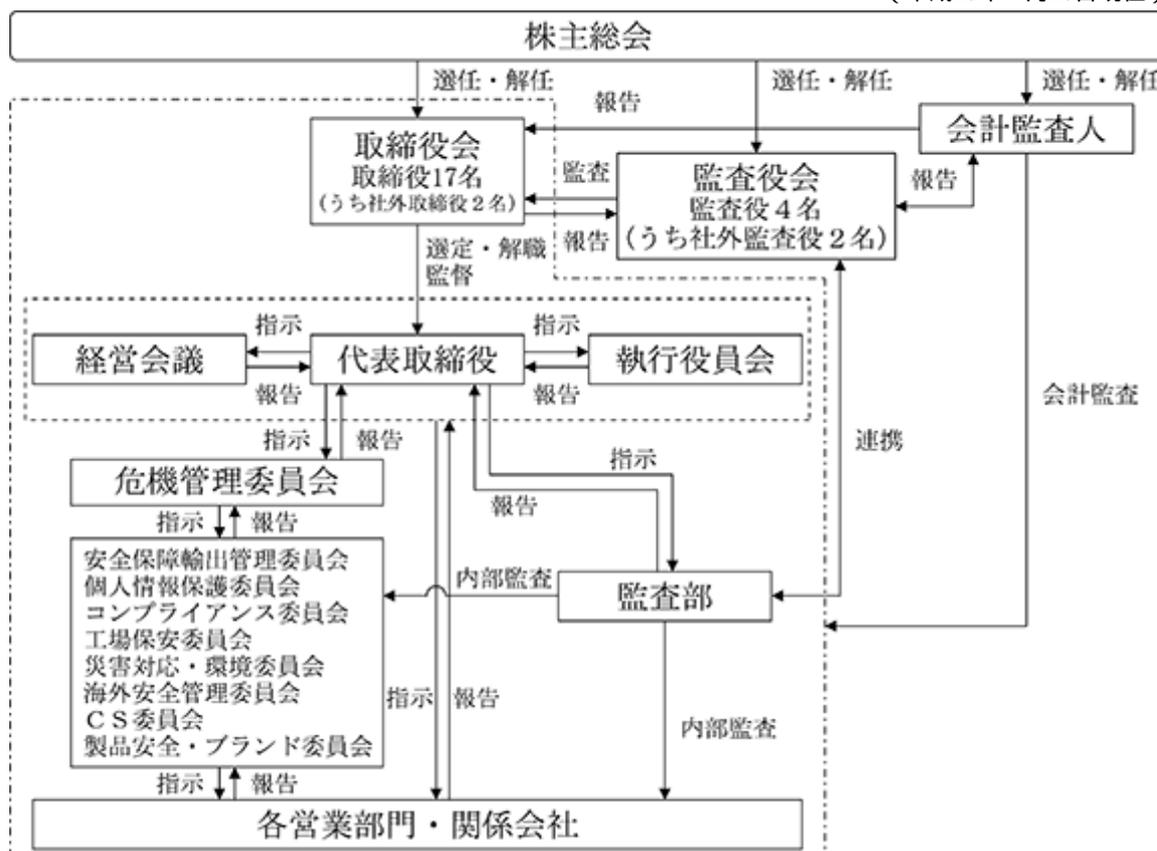 株主総会
選任・解任
選任・解任
選任・解任
報告
会計監査人
取締役会
取締役17名
(うち社外取締役2名)
監査
報告
監査役会
監査役4名
(うち社外監査役2名)
報告
選定・解職
監督
指示
指示
経営会議
代表取締役
執行役員会
報告
報告
会計監査
指示
報告
連携
指示
報告
危機管理委員会
指示
報告
安全保障輸出管理委員会
個人情報保護委員会
コンプライアンス委員会
工場保安委員会
災害対応・環境委員会
海外安全管理委員会
CS委員会
製品安全・ブランド委員会
内部監査
監査部
指示
報告
内部監査
指示
報告
各営業部門・関係会社